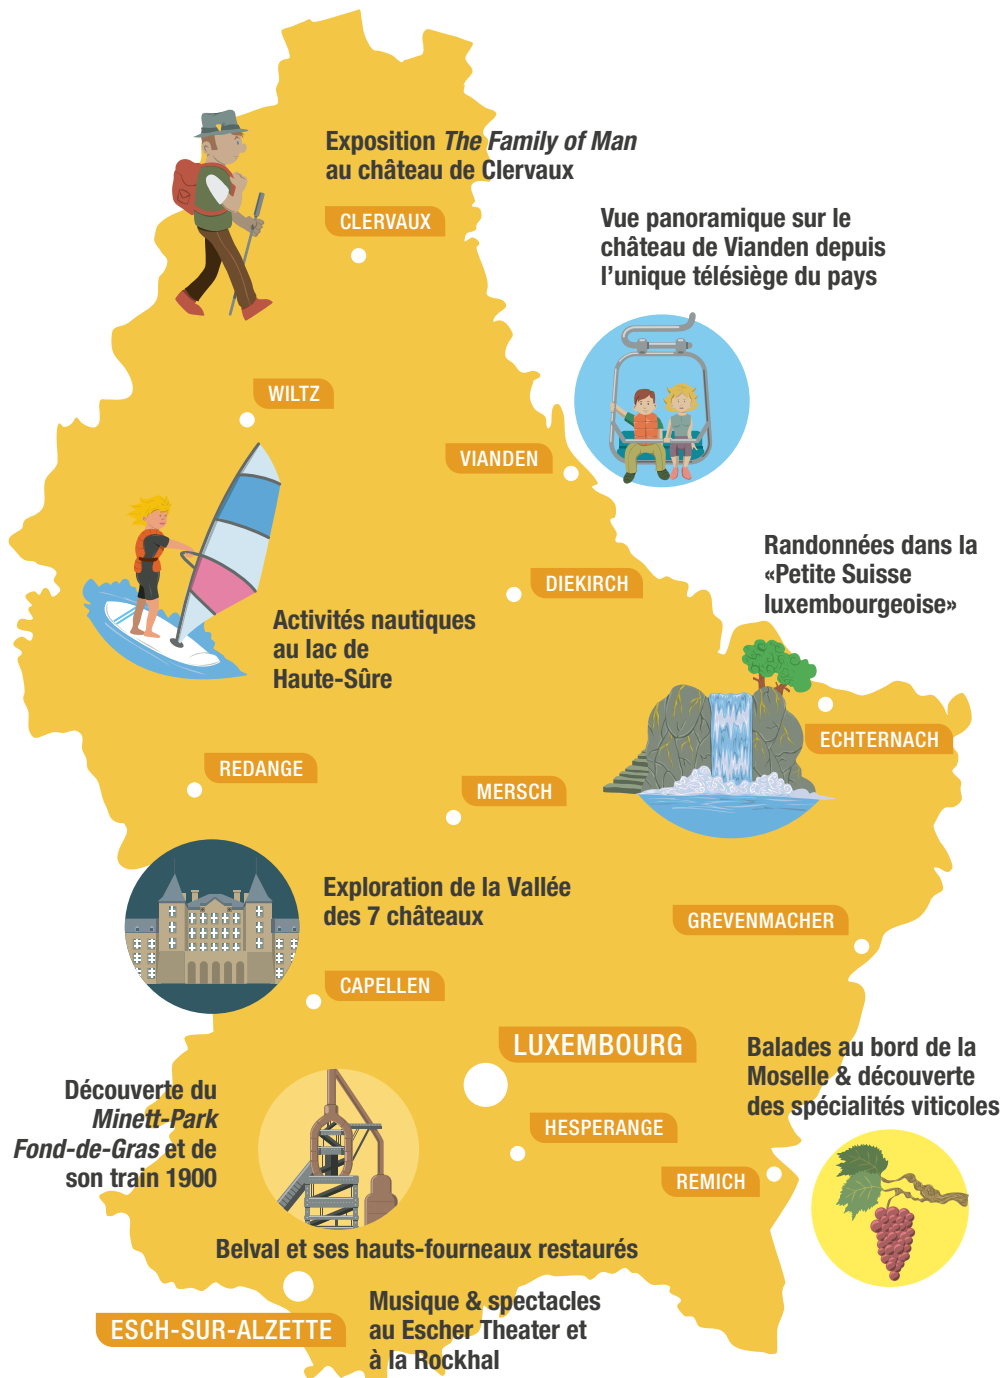 Exposition The Family of Man
au château de Clervaux
CLERVAUX
Vue panoramique sur le
château de Vianden depuis
l'unique télésiège du pays
WILTZ
VIANDEN
Randonnées dans la
«Petite Suisse
luxembourgeoise»
DIEKIRCH
Activités nautiques
au lac de
Haute-Sûre
ECHTERNACH
REDANGE
MERSCH
Exploration de la Vallée
des 7 châteaux
GREVENMACHER
CAPELLEN
LUXEMBOURG
Balades au bord de la
Moselle & découverte
des spécialités viticoles
Découverte du
Minett-Park
Fond-de-Gras et de
son train 1900
HESPERANGE
REMICH
Belval et ses hauts-fourneaux restaurés
ESCH-SUR-ALZETTE
Musique & spectacles
au Escher Theater et
à la Rockhal